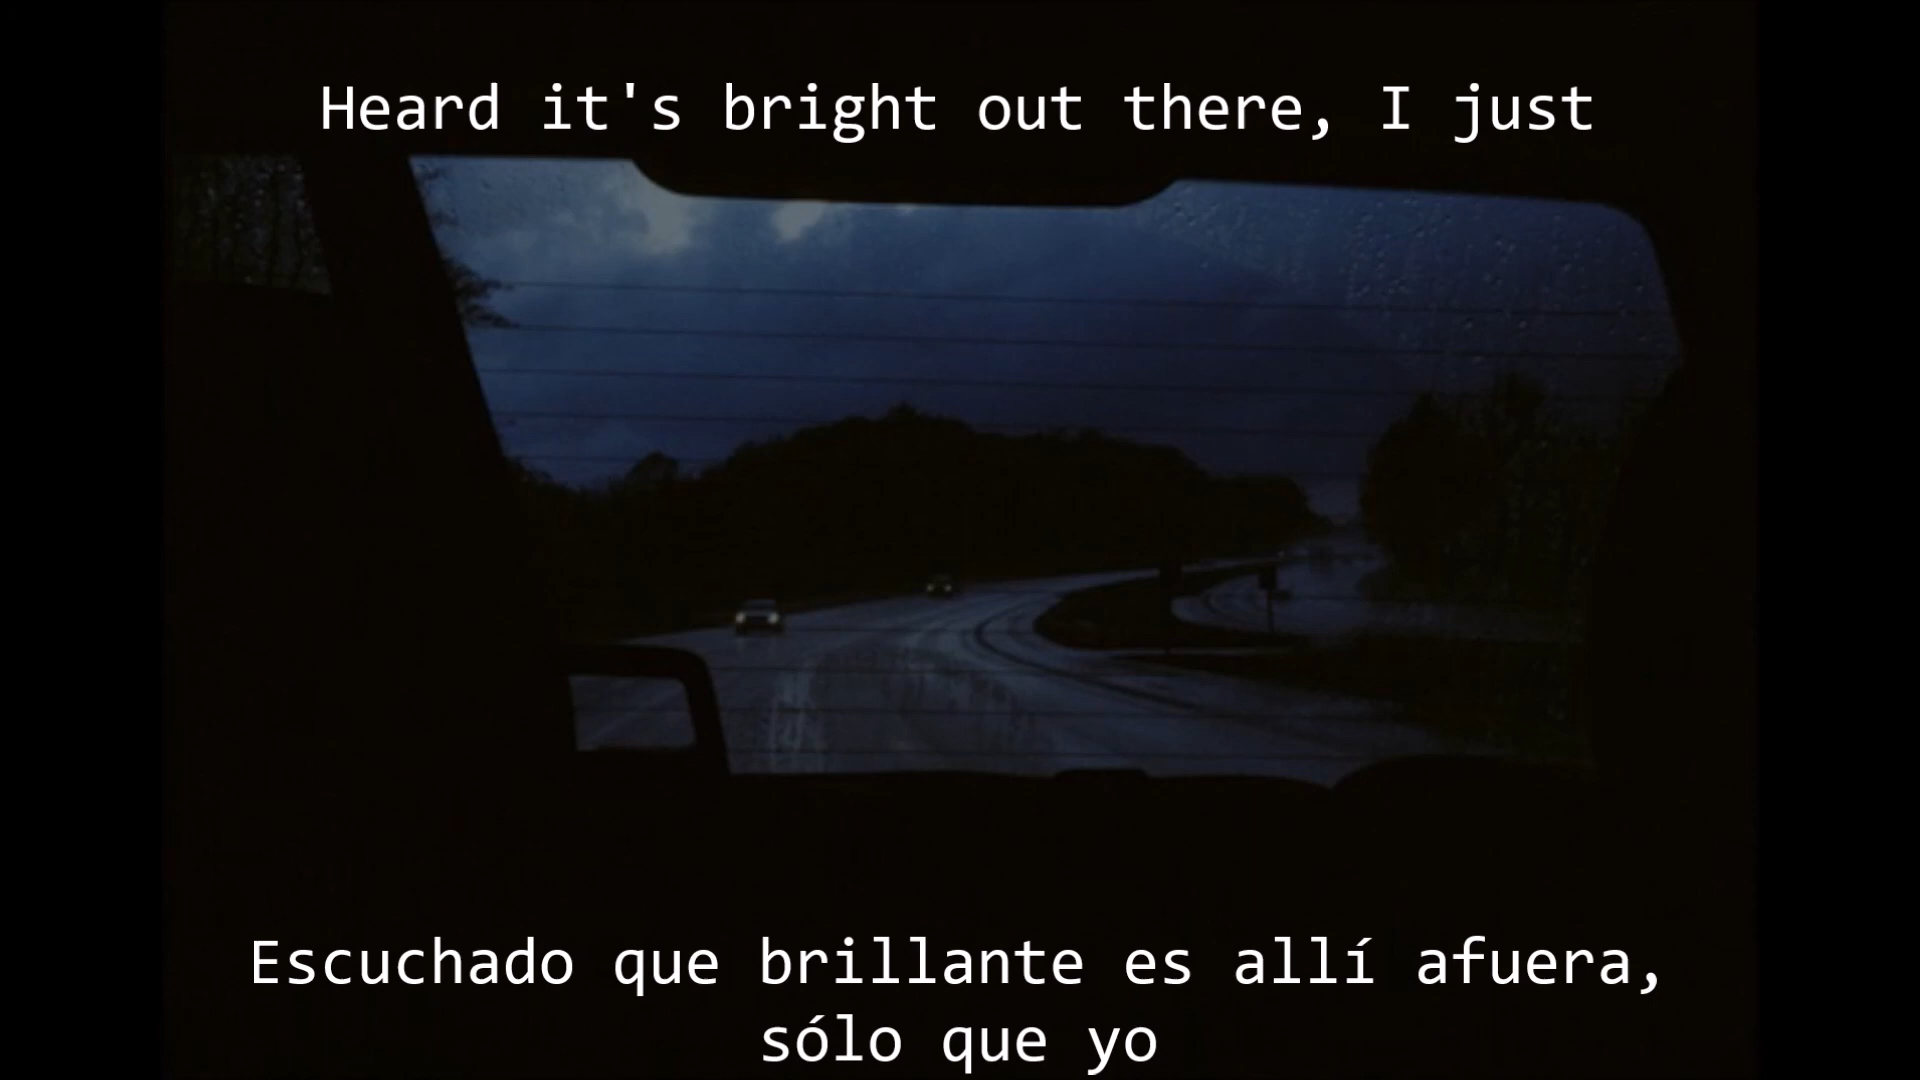 Heard it's bright out there, I just
Escuchado que brillante es allí afuera,
sólo que yo